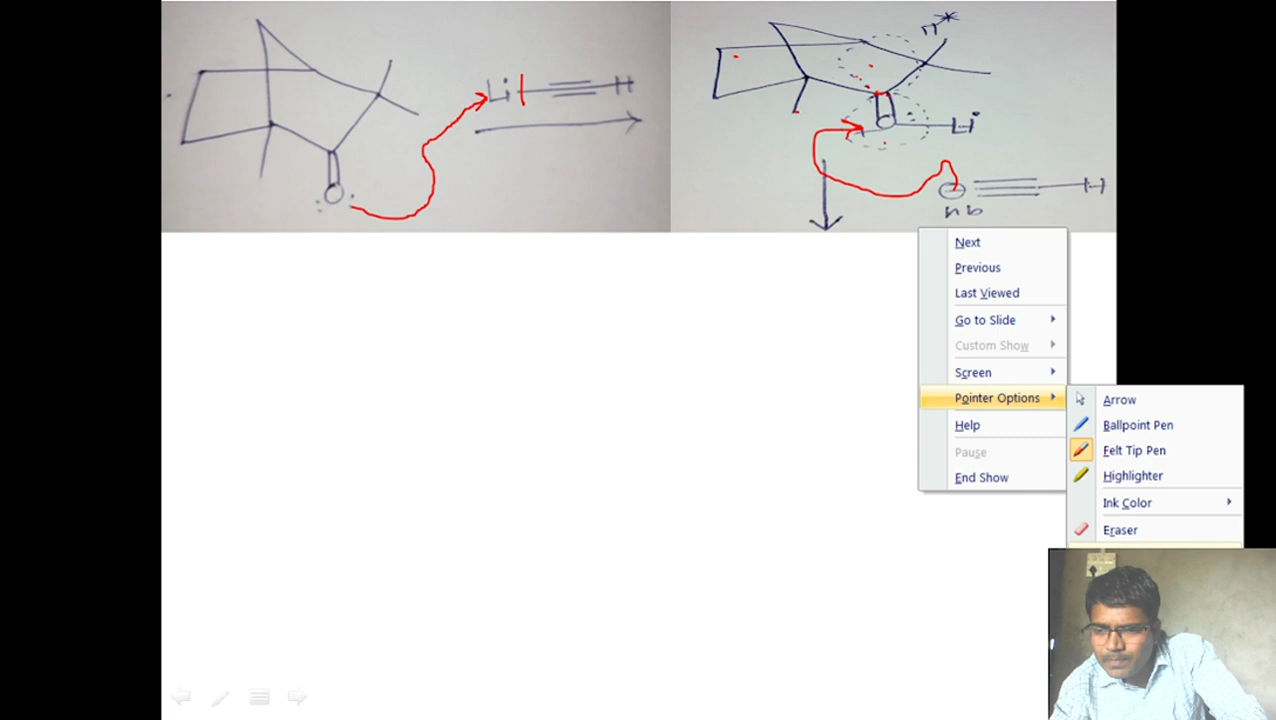 Li ≡ H
O
π*
O Li
⊖ ≡ H
nb
Next
Previous
Last Viewed
Go to Slide
Custom Show
Screen
Pointer Options
Help
Pause
End Show
Arrow
Ballpoint Pen
Felt Tip Pen
Highlighter
Ink Color
Eraser